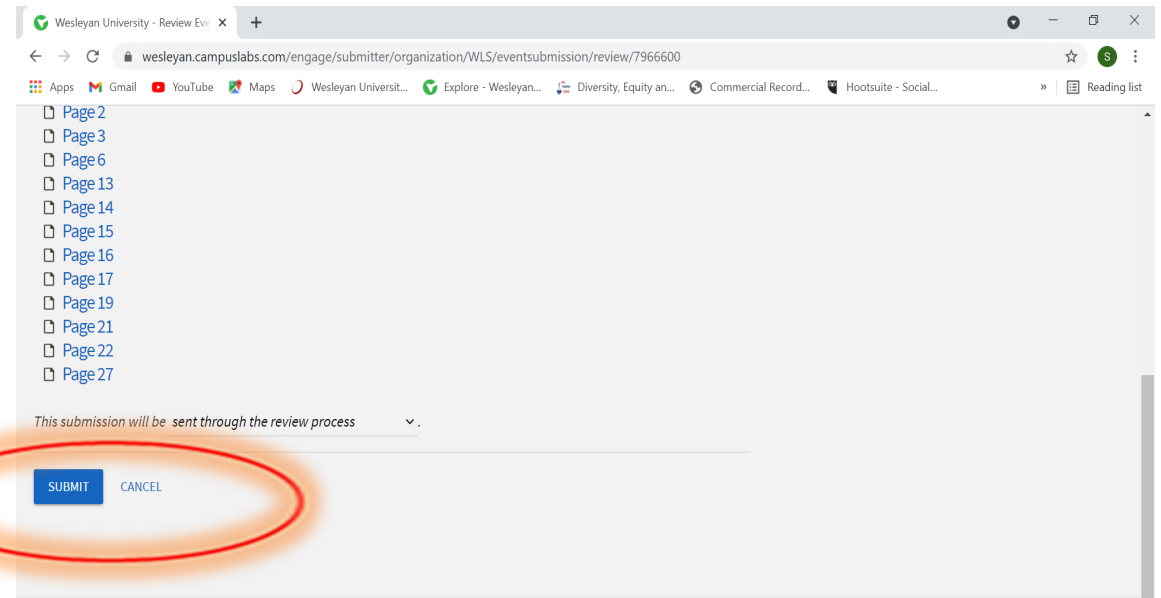 Wesleyan University - Review Eve
wesleyan.campuslabs.com/engage/submitter/organization/WLS/eventsubmission/review/7966600
S
Apps Gmail YouTube Maps Wesleyan Universit... Explore - Wesleyan... Diversity, Equity an... Commercial Record... Hootsuite - Social... » Reading list
Page 2
Page 3
Page 6
Page 13
Page 14
Page 15
Page 16
Page 17
Page 19
Page 21
Page 22
Page 27
This submission will be sent through the review process .
SUBMIT CANCEL